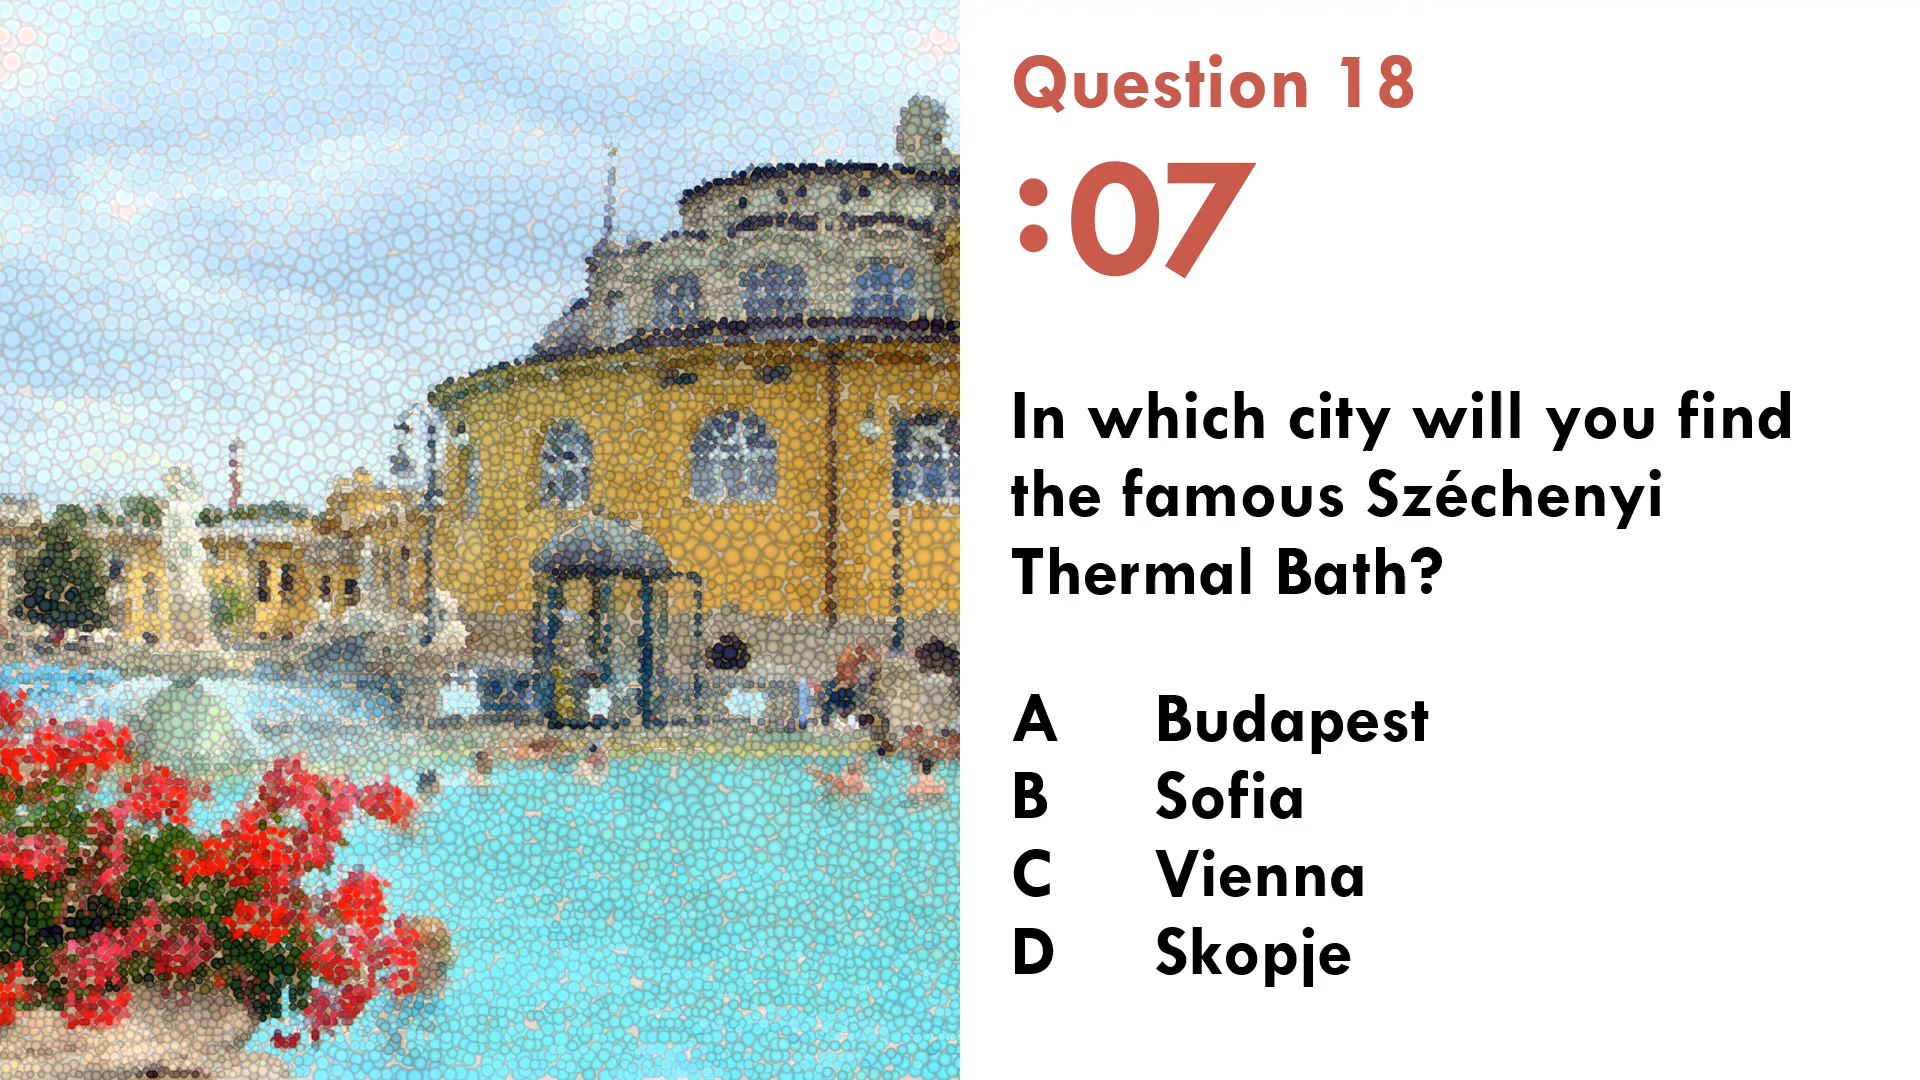 Question 18
:07
In which city will you find
the famous Széchenyi
Thermal Bath?
A Budapest
B Sofia
C Vienna
D Skopje